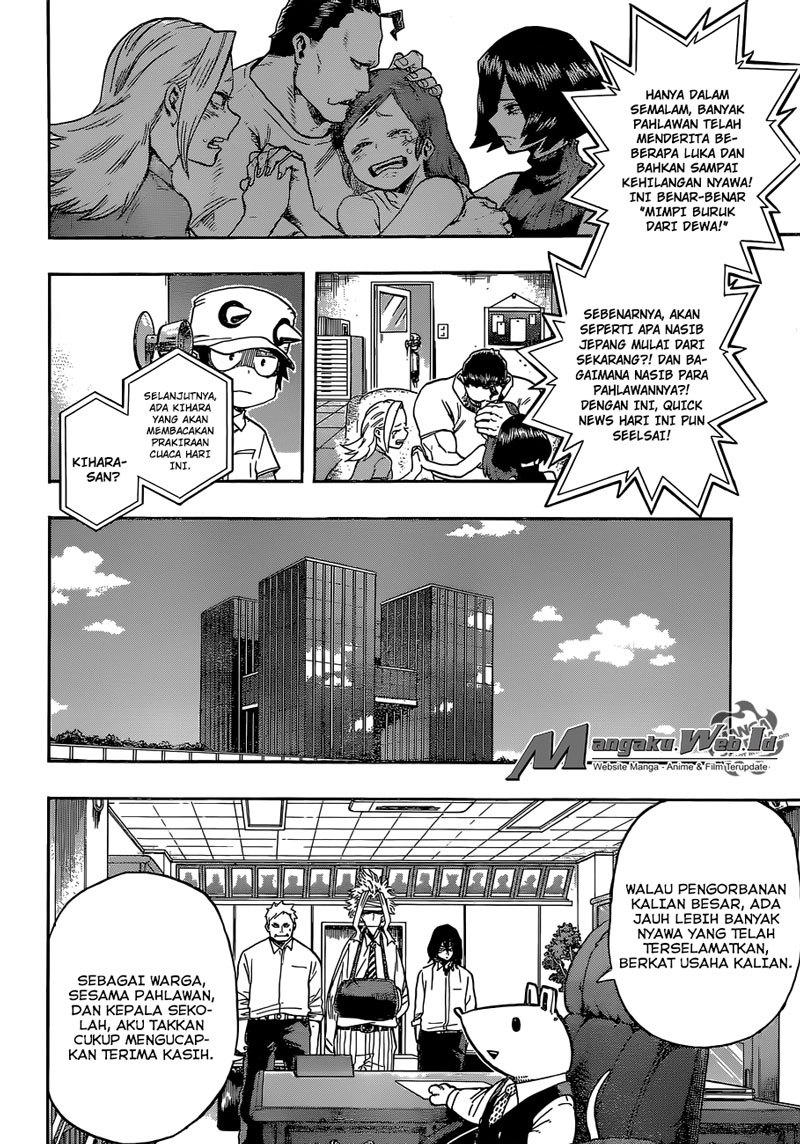 HANYA DALAM
SEMALAM, BANYAK
PAHLAWAN TELAH
MENDERITA BE-
BERAPA LUKA DAN
BAHKAN SAMPAI
KEHILANGAN NYAWA!
INI BENAR-BENAR
"MIMPI BURUK
DARI DEWA!"
SEBENARNYA, AKAN
SEPERTI APA NASIB
JEPANG MULAI DARI
SEKARANG?! DAN BA-
GAIMANA NASIB PARA
PAHLAWANNYA?!
DENGAN INI, QUICK
NEWS HARI INI PUN
SEELSAI!
SELANJUTNYA,
ADA KIHARA
YANG AKAN
MEMBACAKAN
PRAKIRAAN
CUACA HARI
INI.
KIHARA-
SAN?
Mangaku.Web.Id
Website Manga - Anime & Film Terupdate
WALAU PENGORBANAN
KALIAN BESAR, ADA
JAUH LEBIH BANYAK
NYAWA YANG TELAH
TERSELAMATKAN,
BERKAT USAHA KALIAN.
SEBAGAI WARGA,
SESAMA PAHLAWAN,
DAN KEPALA SEKO-
LAH, AKU TAKKAN
CUKUP MENGUCAP-
KAN TERIMA KASIH.